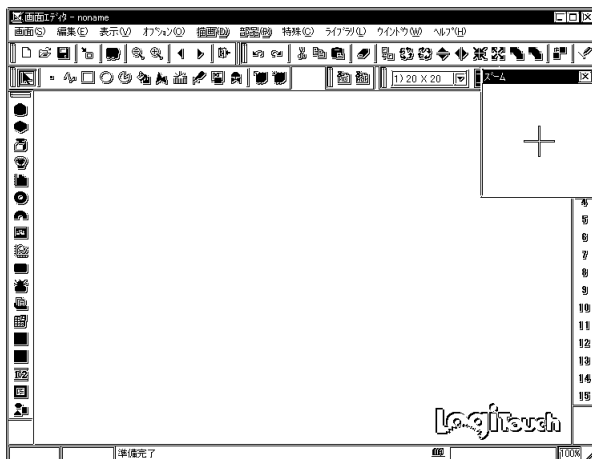 画面ｴﾃﾞｨﾀ - noname
画面(S) 編集(E) 表示(V) ｵﾌﾟｼｮﾝ(O) 描画(D) 部品(R) 特殊(C) ﾗｲﾌﾞﾗﾘ(L) ｳｲﾝﾄﾞｳ(W) ﾍﾙﾌﾟ(H)
1) 20 X 20
ｽﾞｰﾑ
5
6
7
8
9
10
11
12
13
14
15
LogiTouch
準備完了
100%